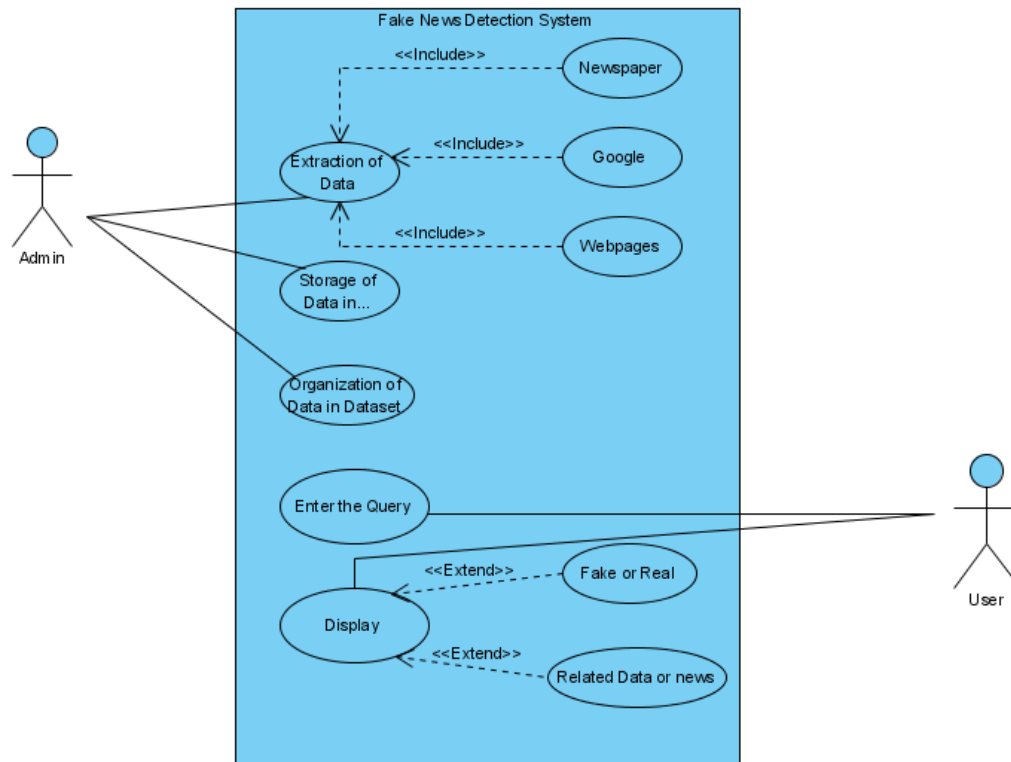 Fake News Detection System
<<Include>>
Newspaper
<<Include>>
Google
Extraction of
Data
<<Include>>
Webpages
Admin
Storage of
Data in...
Organization of
Data in Dataset
Enter the Query
<<Extend>>
Fake or Real
User
Display
<<Extend>>
Related Data or news